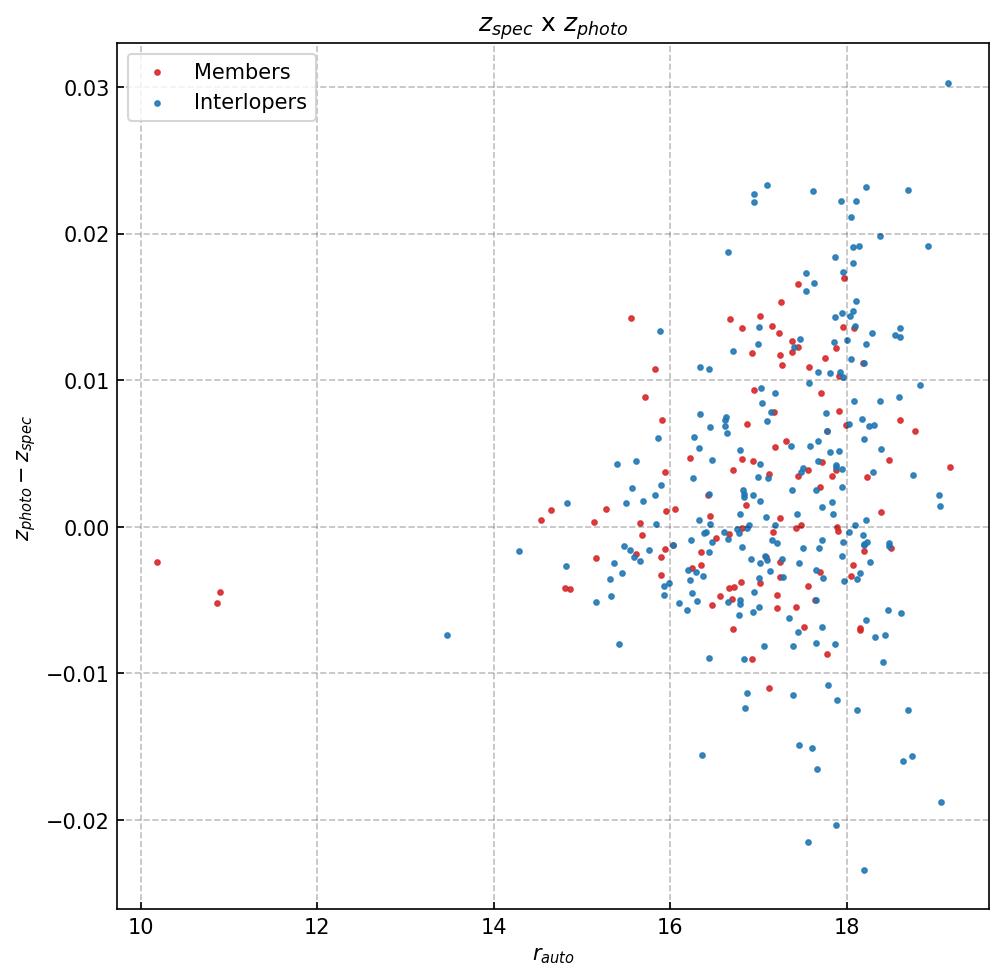 z_spec x z_photo
Members
Interlopers
0.03
0.02
0.01
0.00
−0.01
−0.02
z_photo − z_spec
10
12
14
16
18
r_auto